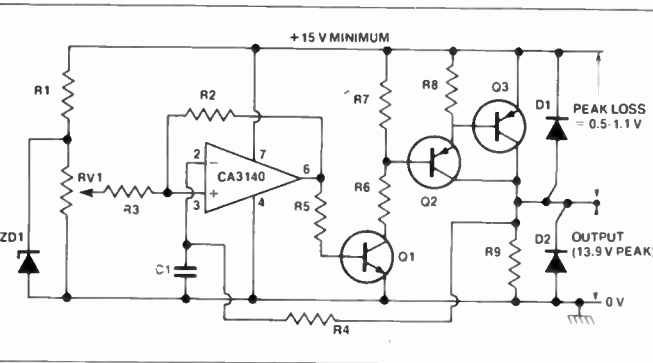 +15 V MINIMUM
R1
R2
R7
R8
Q3
D1
PEAK LOSS
= 0.5-1.1 V
2
7
−
CA3140
6
RV1
R3
+
3
4
R5
R6
Q2
ZD1
C1
Q1
R9
D2
OUTPUT
(13.9 V PEAK)
R4
0 V